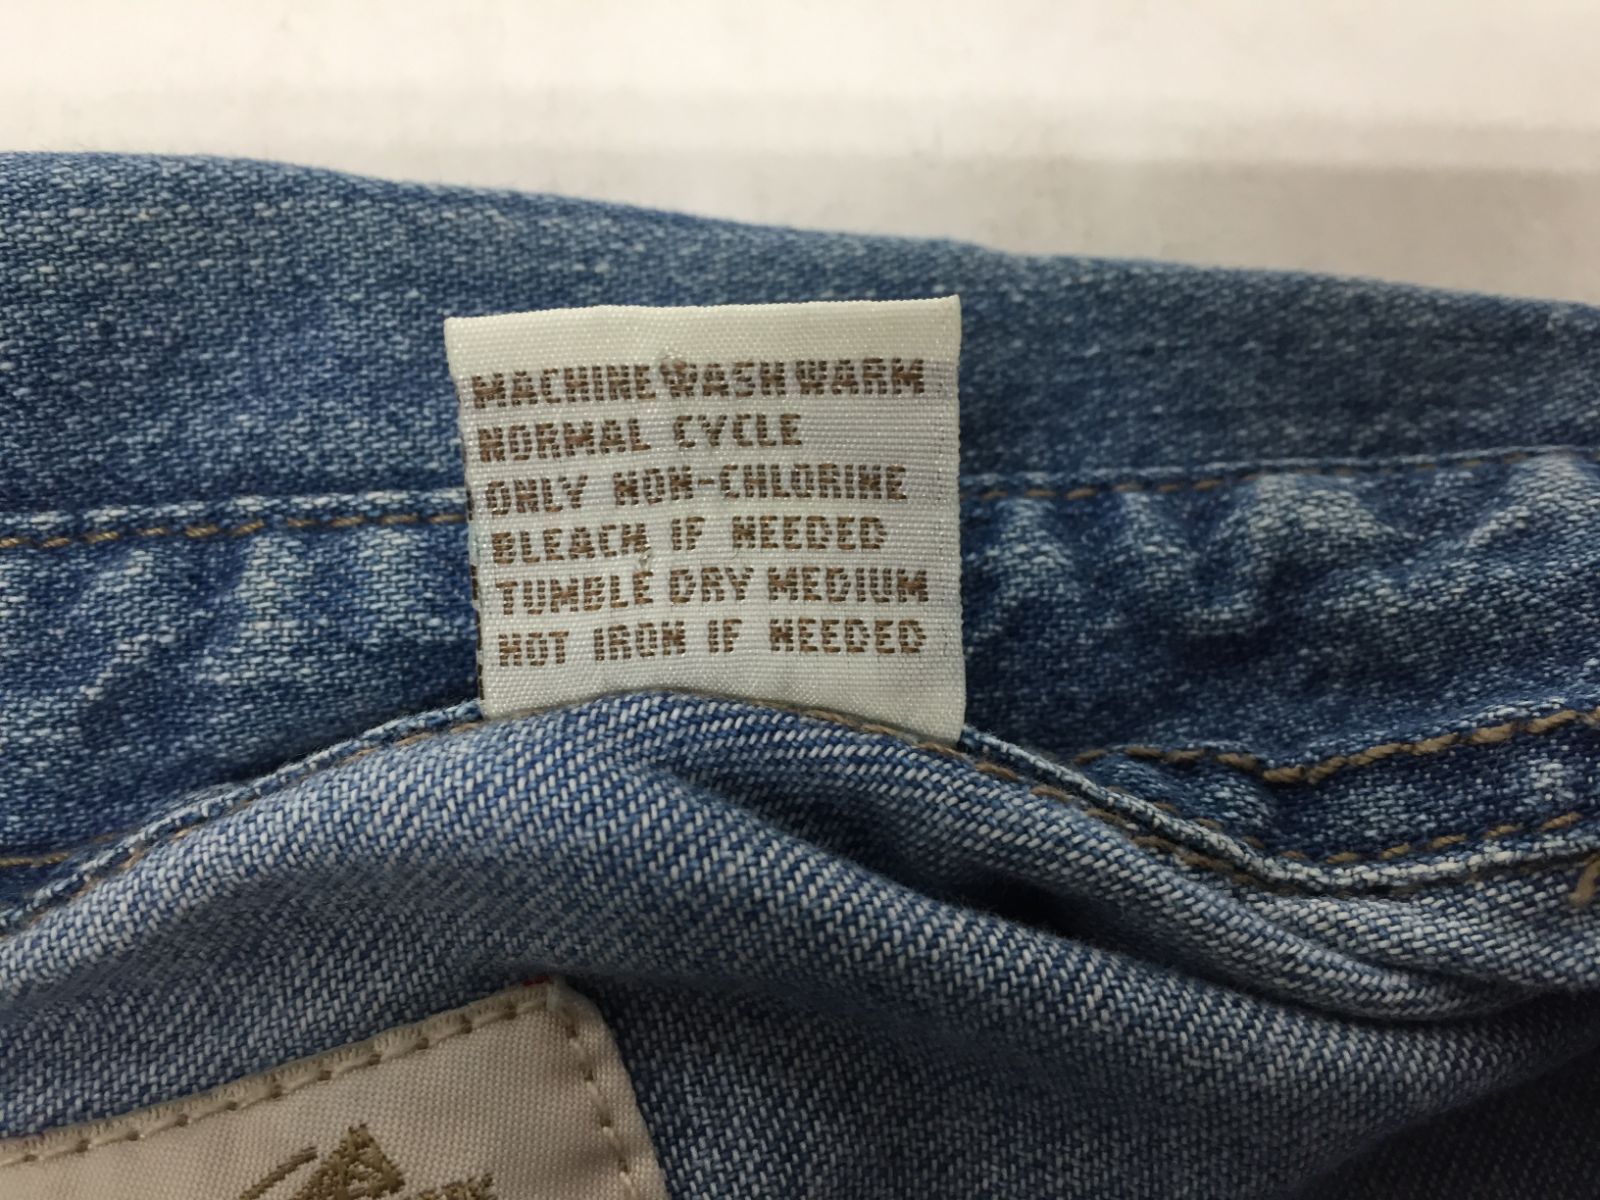 MACHINE WASH WARM
NORMAL CYCLE
ONLY NON-CHLORINE
BLEACH IF NEEDED
TUMBLE DRY MEDIUM
HOT IRON IF NEEDED